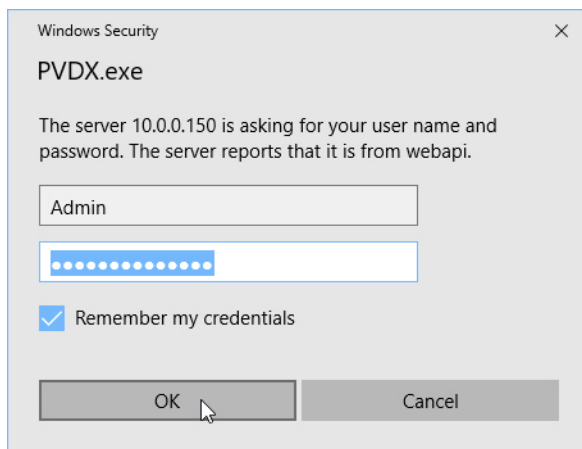 Windows Security
PVDX.exe
The server 10.0.0.150 is asking for your user name and
password. The server reports that it is from webapi.
Admin
●●●●●●●●●●●●●●
Remember my credentials
OK
Cancel